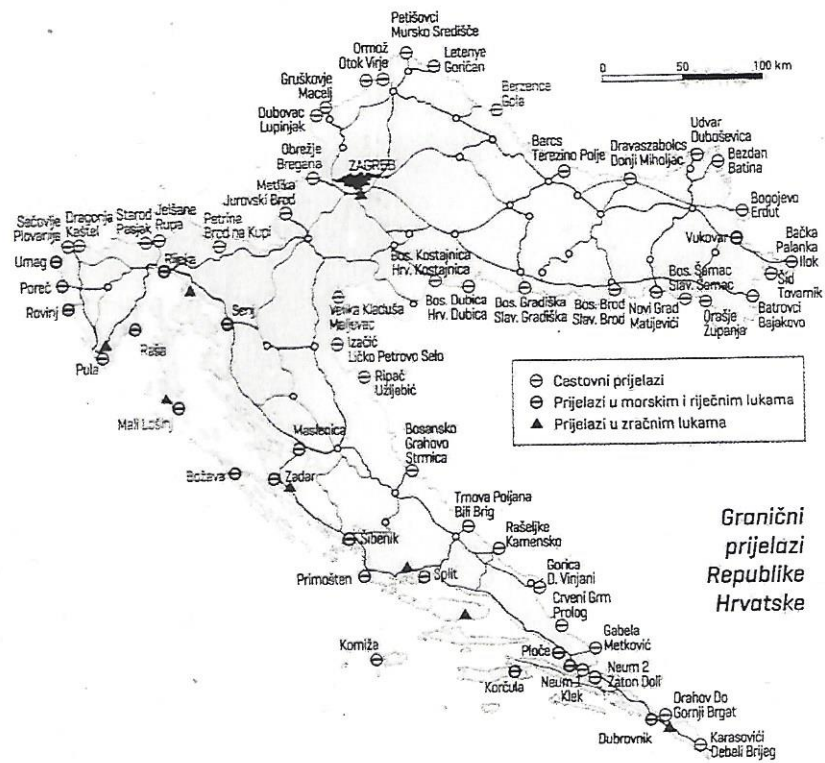 Petišovci
Mursko Središče
Ormož
Otok Virje
Letenye
Goričan
Gruškovje
Macelj
Berzence
Gola
Dubovac
Lupinjak
0 50 100 km
Obrežje
Bregana
ZAGREB
Barcs
Terezino Polje
Dravaszabolcs
Donji Miholjac
Udvar
Duboševica
Bezdan
Batina
Metlika
Jurovski Brod
Bogojevo
Erdut
Sečovlje
Plovanija
Dragonja
Kaštel
Starod
Pasjak
Jelšane
Rupa
Petrina
Brod na Kupi
Vukovar
Bačka
Palanka
Ilok
Umag
Rijeka
Bos. Kostajnica
Hrv. Kostajnica
Bos. Šamac
Slav. Šamac
Šid
Tovarnik
Poreč
Rovinj
Senj
Velika Kladuša
Maljevac
Bos. Dubica
Hrv. Dubica
Bos. Gradiška
Slav. Gradiška
Bos. Brod
Slav. Brod
Novi Grad
Matijevići
Orašje
Županja
Batrovci
Bajakovo
Pula
Raša
Izačić
Ličko Petrovo Selo
Ripač
Užljebić
Cestovni prijelazi
Prijelazi u morskim i riječnim lukama
Prijelazi u zračnim lukama
Mali Lošinj
Maslenica
Bosansko
Grahovo
Strmica
Božava
Zadar
Trnova Poljana
Bili Brig
Šibenik
Rašeljke
Kamensko
Granični
prijelazi
Republike
Hrvatske
Primošten
Split
Gorica
D. Vinjani
Crveni Grm
Prolog
Gabela
Metković
Komiža
Ploče
Korčula
Neum 1
Klek
Neum 2
Zaton Doli
Orahov Do
Gornji Brgat
Dubrovnik
Karasovići
Debeli Brijeg